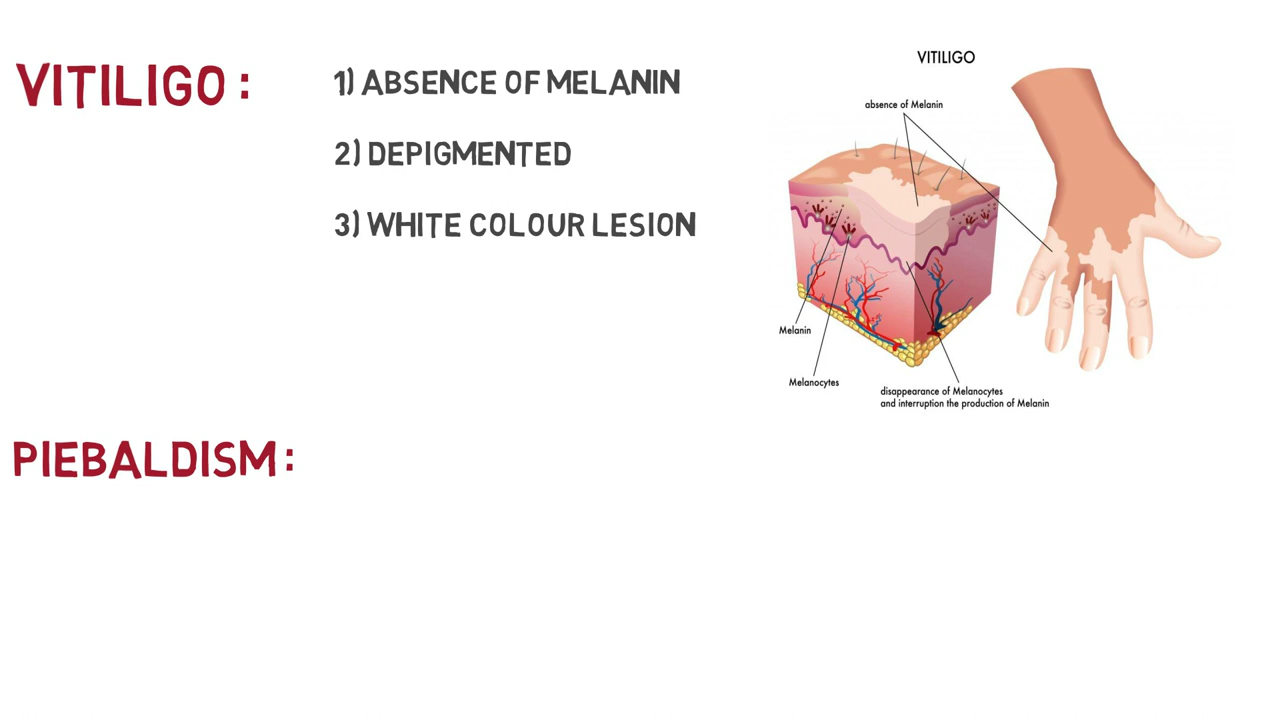 VITILIGO :
1) ABSENCE OF MELANIN
2) DEPIGMENTED
3) WHITE COLOUR LESION
VITILIGO
absence of Melanin
Melanin
Melanocytes
disappearance of Melanocytes
and interruption the production of Melanin
PIEBALDISM :